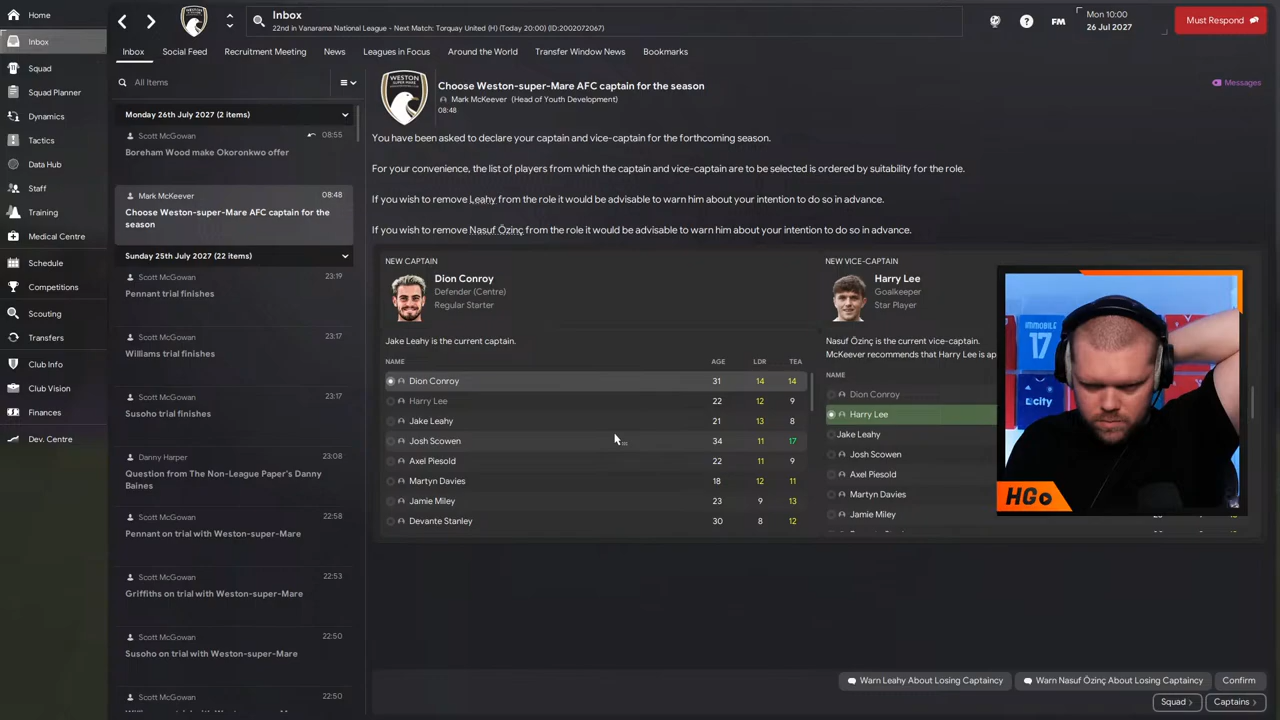 Home
Inbox
Squad
Squad Planner
Dynamics
Tactics
Data Hub
Staff
Training
Medical Centre
Schedule
Competitions
Scouting
Transfers
Club Info
Club Vision
Finances
Dev. Centre
Inbox
22nd in Vanarama National League - Next Match: Torquay United (H) (Today 20:00) (ID:2002072067)
FM
Mon 10:00
26 Jul 2027
Must Respond
Inbox
Social Feed
Recruitment Meeting
News
Leagues in Focus
Around the World
Transfer Window News
Bookmarks
All Items
Monday 26th July 2027 (2 items)
Scott McGowan 08:55
Boreham Wood make Okoronkwo offer
Mark McKeever 08:48
Choose Weston-super-Mare AFC captain for the
season
Sunday 25th July 2027 (22 items)
Scott McGowan 23:19
Pennant trial finishes
Scott McGowan 23:17
Williams trial finishes
Scott McGowan 23:17
Susoho trial finishes
Danny Harper 23:08
Question from The Non-League Paper's Danny
Baines
Scott McGowan 22:58
Pennant on trial with Weston-super-Mare
Scott McGowan 22:53
Griffiths on trial with Weston-super-Mare
Scott McGowan 22:50
Susoho on trial with Weston-super-Mare
Scott McGowan 22:50
Choose Weston-super-Mare AFC captain for the season
Mark McKeever (Head of Youth Development)
08:48
Messages
You have been asked to declare your captain and vice-captain for the forthcoming season.
For your convenience, the list of players from which the captain and vice-captain are to be selected is ordered by suitability for the role.
If you wish to remove Leahy from the role it would be advisable to warn him about your intention to do so in advance.
If you wish to remove Nasuf Özinç from the role it would be advisable to warn him about your intention to do so in advance.
NEW CAPTAIN
Dion Conroy
Defender (Centre)
Regular Starter
Jake Leahy is the current captain.
NAME AGE LDR TEA
Dion Conroy 31 14 14
Harry Lee 22 12 9
Jake Leahy 21 13 8
Josh Scowen 34 11 17
Axel Piesold 22 11 9
Martyn Davies 18 12 11
Jamie Miley 23 9 13
Devante Stanley 30 8 12
NEW VICE-CAPTAIN
Harry Lee
Goalkeeper
Star Player
Nasuf Özinç is the current vice-captain.
McKeever recommends that Harry Lee is ap
NAME
Dion Conroy
Harry Lee
Jake Leahy
Josh Scowen
Axel Piesold
Martyn Davies
Jamie Miley
IMMOBILE
17
city
HGo
Warn Leahy About Losing Captaincy
Warn Nasuf Özinç About Losing Captaincy
Confirm
Squad >
Captains >